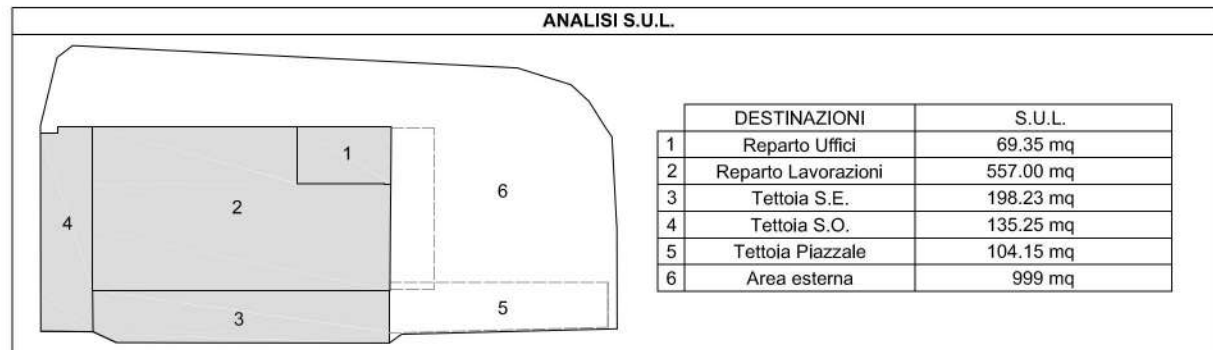 ANALISI S.U.L.
1
2
3
4
5
6
DESTINAZIONI S.U.L.
1 Reparto Uffici 69.35 mq
2 Reparto Lavorazioni 557.00 mq
3 Tettoia S.E. 198.23 mq
4 Tettoia S.O. 135.25 mq
5 Tettoia Piazzale 104.15 mq
6 Area esterna 999 mq